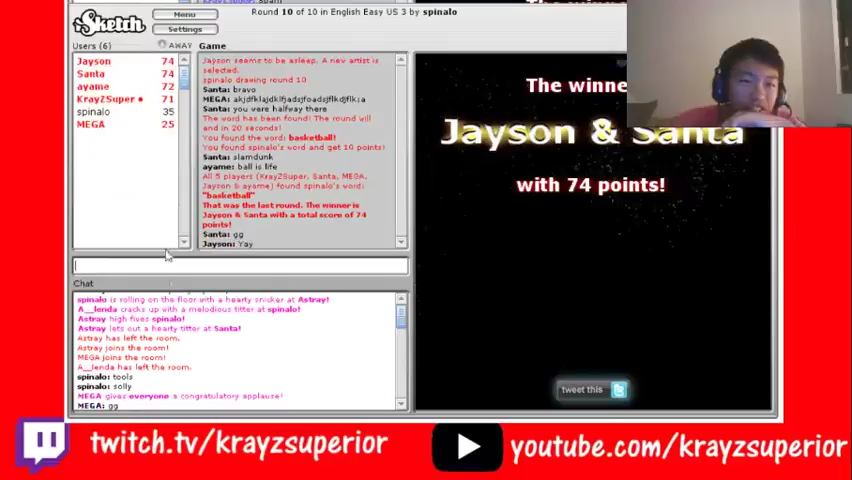 Round 10 of 10 in English Easy US 3 by spinalo
iSketch
Menu
Settings
Users (6)
AWAY
Jayson 74
Santa 74
ayame 72
KrayZSuper 71
spinalo 35
MEGA 25
Game
Jayson seems to be asleep. A new artist is
selected.
spinalo drawing round 10
Santa: bravo
Santa: you were halfway there
The word has been found! The round will
end in 20 seconds!
You found the word: basketball!
You found spinalo's word and get 10 points!
Santa: slamdunk
ayame: ball is life
All 5 players (KrayZSuper, Santa, MEGA,
Jayson & ayame) found spinalo's word:
"basketball"
That was the last round. The winner is
Jayson & Santa with a total score of 74
points!
Santa: gg
Jayson: Yay
The winne
Jayson & Santa
with 74 points!
tweet this
Chat
spinalo is rolling on the floor with a hearty snicker at Astray!
A__lenda cracks up with a melodious titter at spinalo!
Astray high fives spinalo!
Astray lets out a hearty titter at Santa!
Astray has left the room.
Astray joins the room!
MEGA joins the room!
A__lenda has left the room.
spinalo: tools
spinalo: solly
MEGA gives everyone a congratulatory applause!
MEGA: gg
twitch.tv/krayzsuperior
youtube.com/krayzsuperior